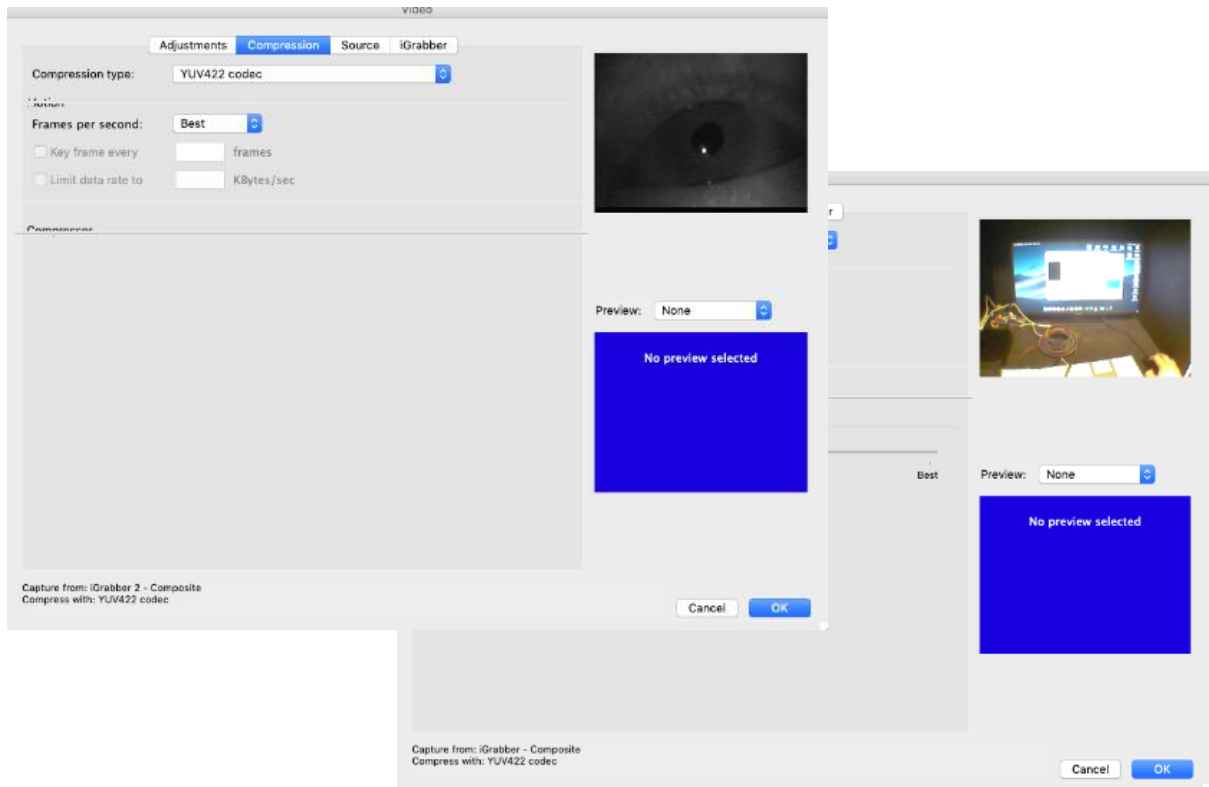 Video
Adjustments Compression Source iGrabber
Compression type: YUV422 codec
Motion
Frames per second: Best
Key frame every frames
Limit data rate to KBytes/sec
Compressor
Preview: None
No preview selected
Capture from: iGrabber 2 - Composite
Compress with: YUV422 codec
Cancel OK
r
Best
Preview: None
No preview selected
Capture from: iGrabber - Composite
Compress with: YUV422 codec
Cancel OK